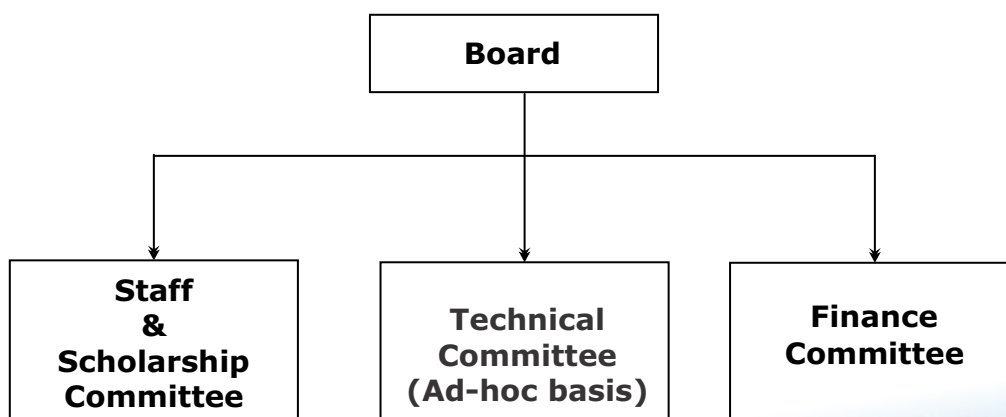 Board
Staff
&
Scholarship
Committee
Technical
Committee
(Ad-hoc basis)
Finance
Committee